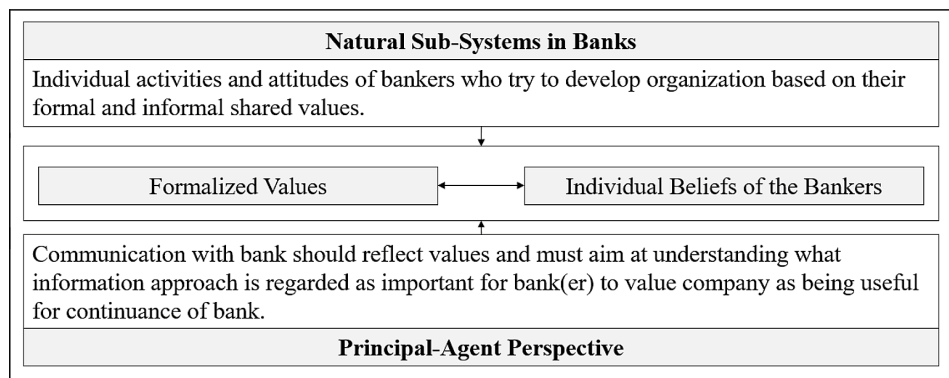 Natural Sub-Systems in Banks
Individual activities and attitudes of bankers who try to develop organization based on their
formal and informal shared values.
Formalized Values
Individual Beliefs of the Bankers
Communication with bank should reflect values and must aim at understanding what
information approach is regarded as important for bank(er) to value company as being useful
for continuance of bank.
Principal-Agent Perspective